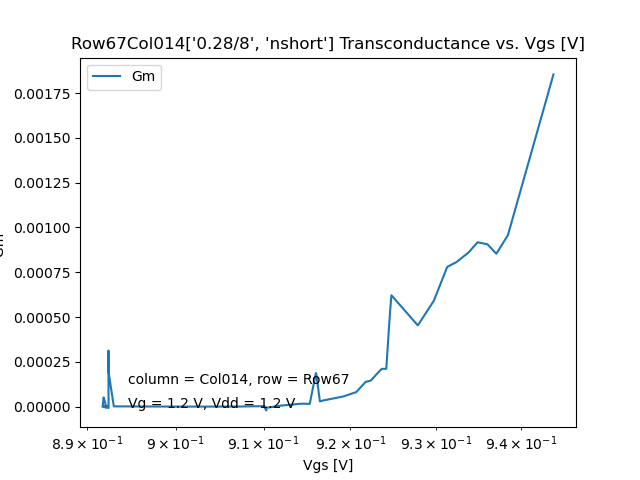 Row67Col014['0.28/8', 'nshort'] Transconductance vs. Vgs [V]
Gm
0.00175
0.00150
0.00125
0.00100
0.00075
0.00050
0.00025
0.00000
column = Col014, row = Row67
Vg = 1.2 V, Vdd = 1.2 V
8.9 × 10⁻¹ 9 × 10⁻¹ 9.1 × 10⁻¹ 9.2 × 10⁻¹ 9.3 × 10⁻¹ 9.4 × 10⁻¹
Vgs [V]